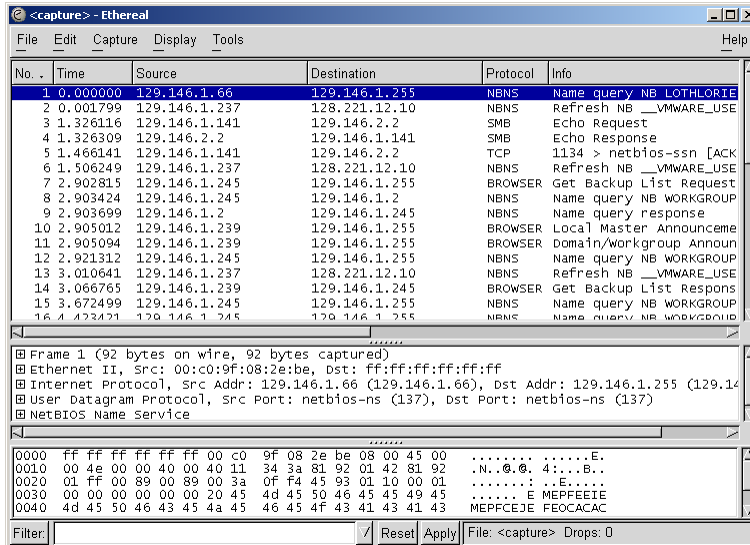 <capture> - Ethereal
File Edit Capture Display Tools Help
No. . Time Source Destination Protocol Info
1 0.000000 129.146.1.66 129.146.1.255 NBNS Name query NB LOTHLORIE
2 0.001799 129.146.1.237 128.221.12.10 NBNS Refresh NB __VMWARE_USE
3 1.326116 129.146.1.141 129.146.2.2 SMB Echo Request
4 1.326309 129.146.2.2 129.146.1.141 SMB Echo Response
5 1.466141 129.146.1.141 129.146.2.2 TCP 1134 > netbios-ssn [ACK
6 1.506249 129.146.1.237 128.221.12.10 NBNS Refresh NB __VMWARE_USE
7 2.902815 129.146.1.245 129.146.1.255 BROWSER Get Backup List Request
8 2.903424 129.146.1.245 129.146.1.2 NBNS Name query NB WORKGROUP
9 2.903699 129.146.1.2 129.146.1.245 NBNS Name query response
10 2.905012 129.146.1.239 129.146.1.255 BROWSER Local Master Announceme
11 2.905094 129.146.1.239 129.146.1.255 BROWSER Domain/Workgroup Announ
12 2.921312 129.146.1.245 129.146.1.255 NBNS Name query NB WORKGROUP
13 3.010641 129.146.1.237 128.221.12.10 NBNS Refresh NB __VMWARE_USE
14 3.066765 129.146.1.239 129.146.1.245 BROWSER Get Backup List Respons
15 3.672499 129.146.1.245 129.146.1.255 NBNS Name query NB WORKGROUP
16 4.423421 129.146.1.245 129.146.1.255 NBNS Name query NB WORKGROUP
Frame 1 (92 bytes on wire, 92 bytes captured)
Ethernet II, Src: 00:c0:9f:08:2e:be, Dst: ff:ff:ff:ff:ff:ff
Internet Protocol, Src Addr: 129.146.1.66 (129.146.1.66), Dst Addr: 129.146.1.255 (129.14
User Datagram Protocol, Src Port: netbios-ns (137), Dst Port: netbios-ns (137)
NetBIOS Name Service
0000 ff ff ff ff ff ff 00 c0 9f 08 2e be 08 00 45 00 ........ ......E.
0010 00 4e 00 00 40 00 40 11 34 3a 81 92 01 42 81 92 .N..@.@. 4:...B..
0020 01 ff 00 89 00 89 00 3a 0f f4 45 93 01 10 00 01 .......: ..E.....
0030 00 00 00 00 00 00 20 45 4d 45 50 46 45 45 49 45 ...... E MEPFEEIE
0040 4d 45 50 46 43 45 4a 45 46 45 4f 43 41 43 41 43 MEPFCEJE FEOCACAC
Filter: Reset Apply File: <capture> Drops: 0